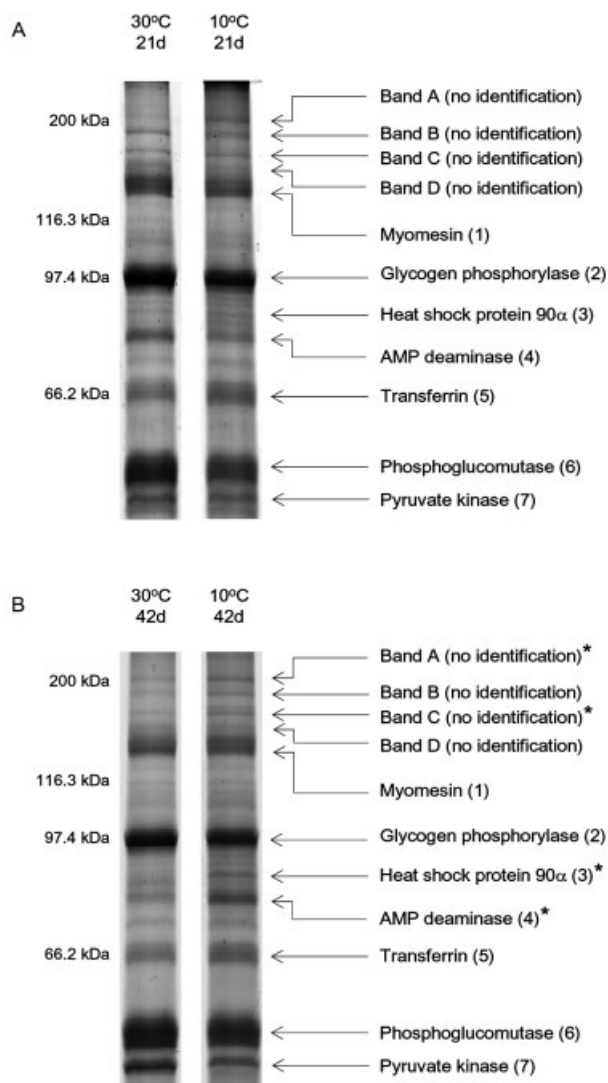 A
30°C 10°C
21d 21d
Band A (no identification)
200 kDa
Band B (no identification)
Band C (no identification)
Band D (no identification)
116.3 kDa
Myomesin (1)
97.4 kDa
Glycogen phosphorylase (2)
Heat shock protein 90α (3)
AMP deaminase (4)
66.2 kDa
Transferrin (5)
Phosphoglucomutase (6)
Pyruvate kinase (7)
B
30°C 10°C
42d 42d
Band A (no identification)*
200 kDa
Band B (no identification)
Band C (no identification)*
Band D (no identification)
116.3 kDa
Myomesin (1)
97.4 kDa
Glycogen phosphorylase (2)
Heat shock protein 90α (3)*
AMP deaminase (4)*
66.2 kDa
Transferrin (5)
Phosphoglucomutase (6)
Pyruvate kinase (7)